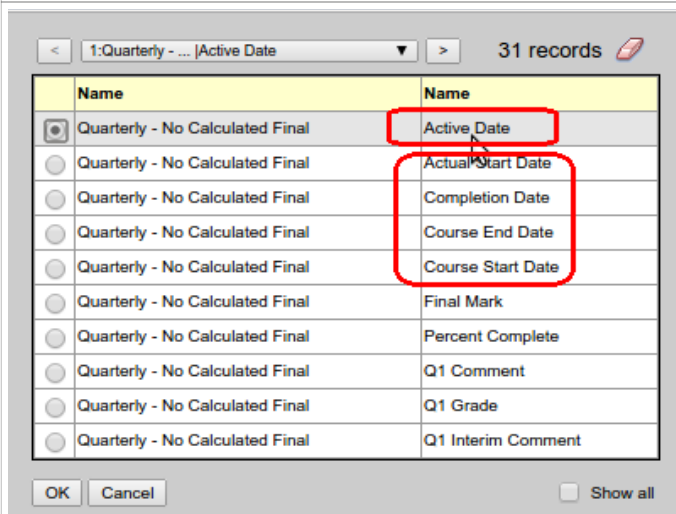 < 1:Quarterly - ... |Active Date ▼ > 31 records
Name Name
Quarterly - No Calculated Final Active Date
Quarterly - No Calculated Final Actual Start Date
Quarterly - No Calculated Final Completion Date
Quarterly - No Calculated Final Course End Date
Quarterly - No Calculated Final Course Start Date
Quarterly - No Calculated Final Final Mark
Quarterly - No Calculated Final Percent Complete
Quarterly - No Calculated Final Q1 Comment
Quarterly - No Calculated Final Q1 Grade
Quarterly - No Calculated Final Q1 Interim Comment
OK Cancel Show all